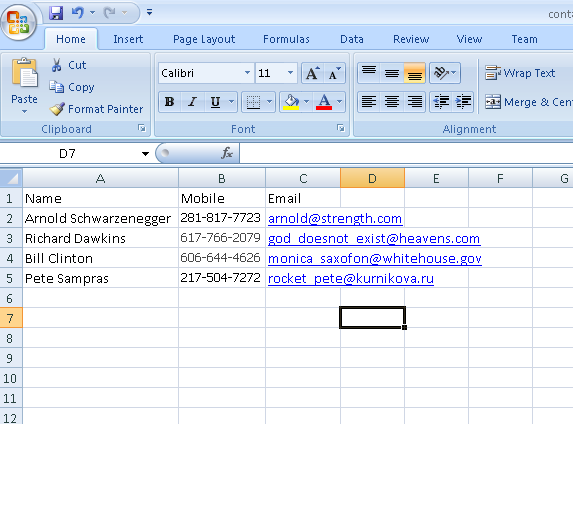 conta
Home Insert Page Layout Formulas Data Review View Team
Cut
Copy
Format Painter
Paste
Calibri 11 A A
B I U A
Wrap Text
Merge & Cen
Clipboard Font Alignment
D7 fx
A B C D E F G
1 Name Mobile Email
2 Arnold Schwarzenegger 281-817-7723 arnold@strength.com
3 Richard Dawkins 617-766-2079 god_doesnot_exist@heavens.com
4 Bill Clinton 606-644-4626 monica_saxofon@whitehouse.gov
5 Pete Sampras 217-504-7272 rocket_pete@kurnikova.ru
6
7
8
9
10
11
12